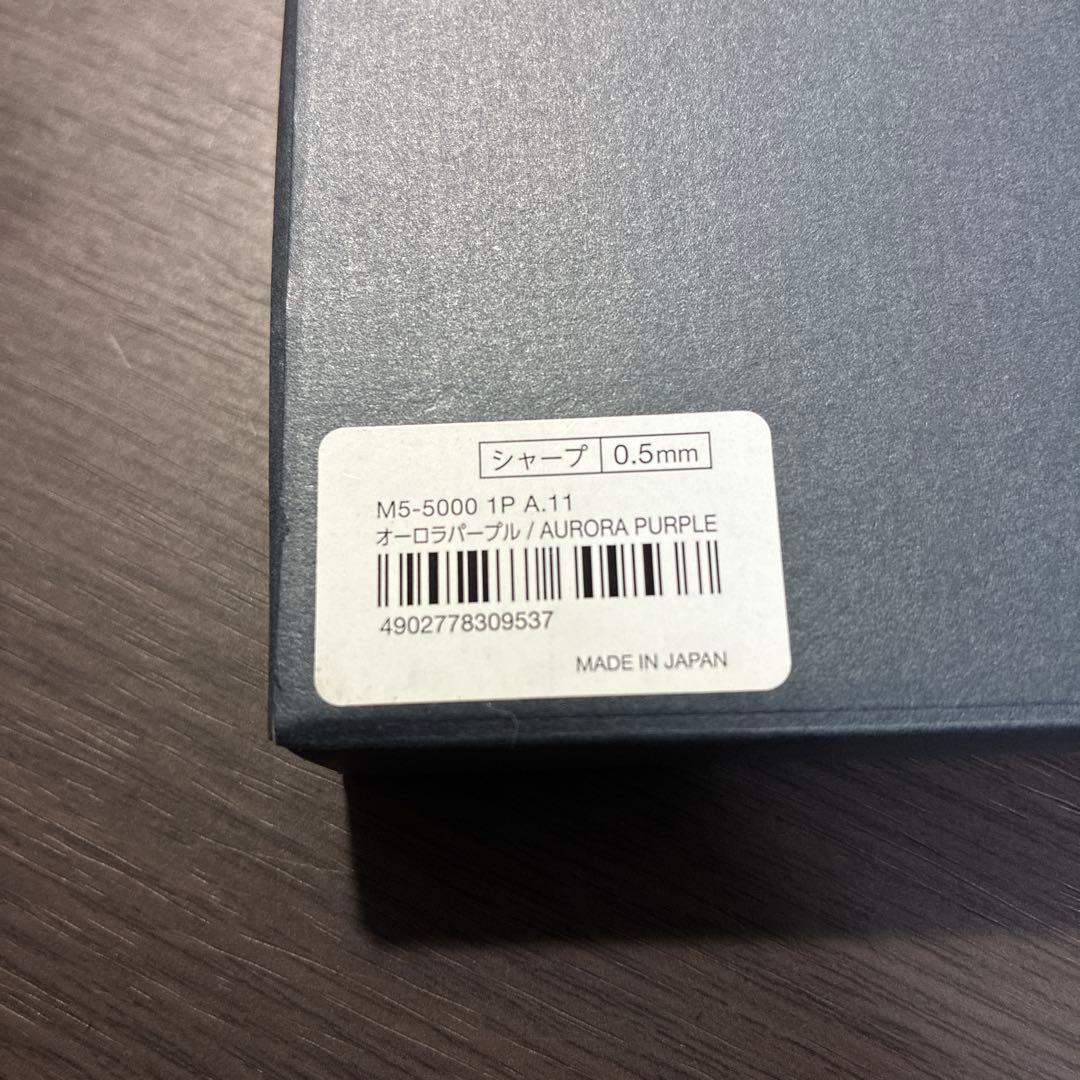 シャープ 0.5mm
M5-5000 1P A.11
オーロラパープル / AURORA PURPLE
4902778309537
MADE IN JAPAN